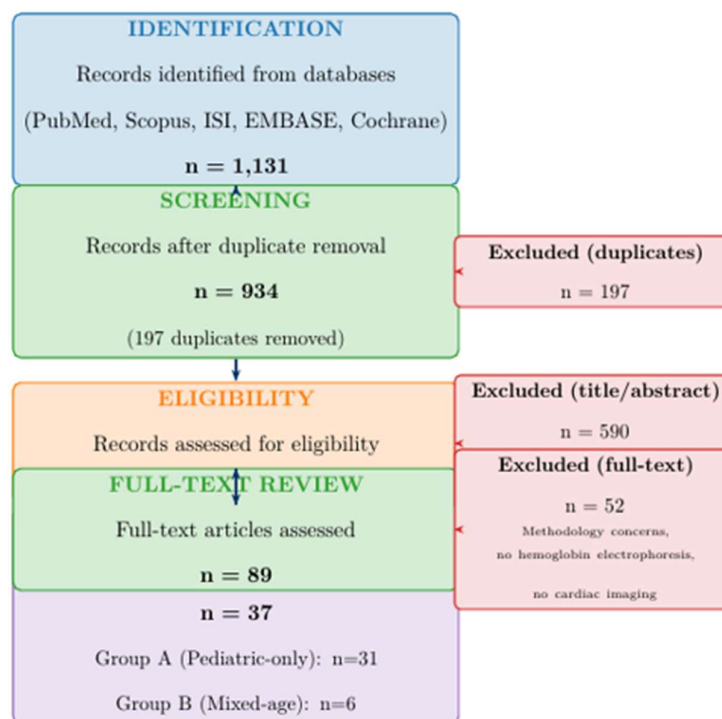 IDENTIFICATION
Records identified from databases
(PubMed, Scopus, ISI, EMBASE, Cochrane)
n = 1,131
SCREENING
Records after duplicate removal
n = 934
(197 duplicates removed)
Excluded (duplicates)
n = 197
ELIGIBILITY
Records assessed for eligibility
Excluded (title/abstract)
n = 590
FULL-TEXT REVIEW
Full-text articles assessed
n = 89
Excluded (full-text)
n = 52
Methodology concerns,
no hemoglobin electrophoresis,
no cardiac imaging
n = 37
Group A (Pediatric-only): n=31
Group B (Mixed-age): n=6